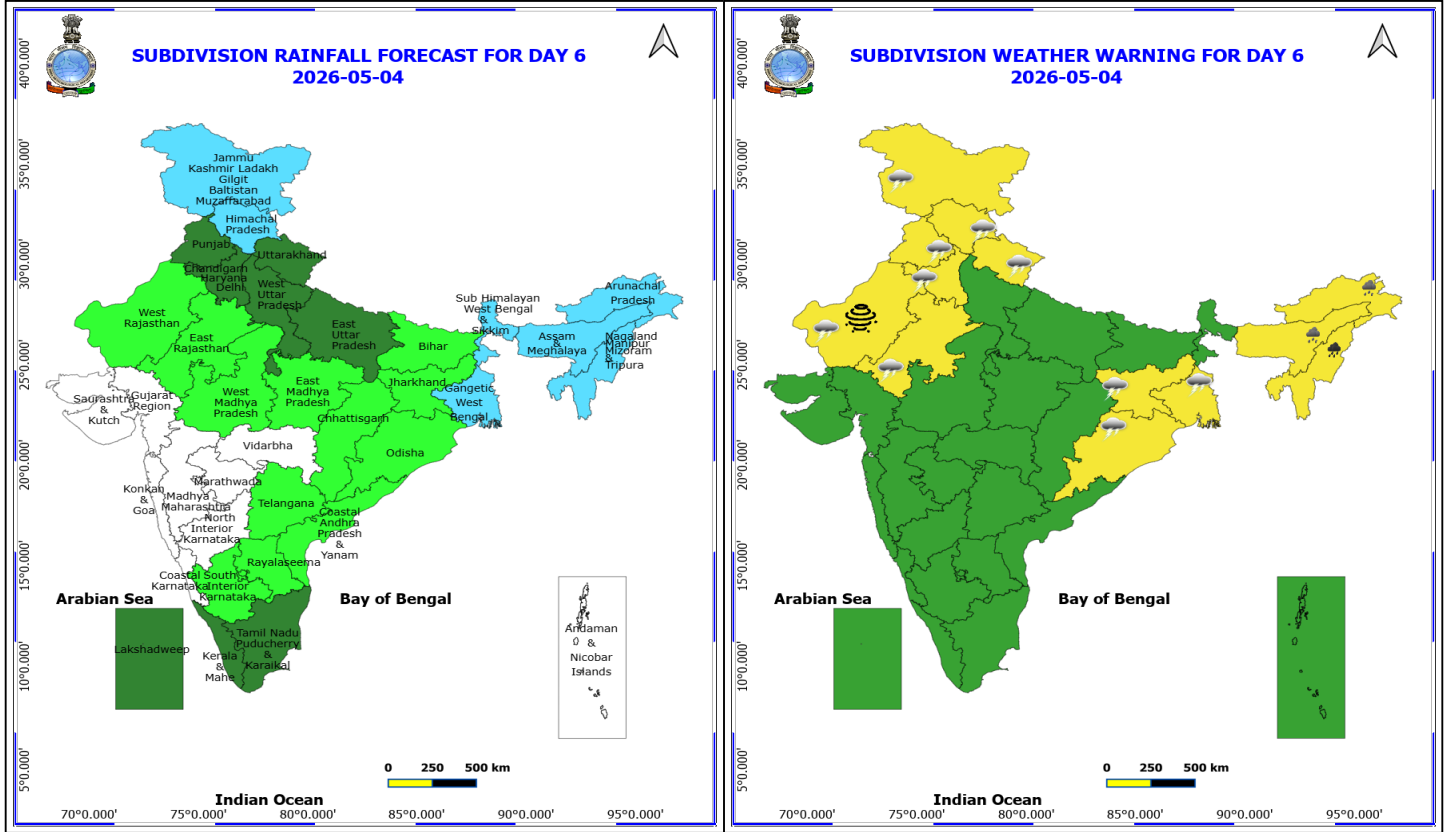 SUBDIVISION RAINFALL FORECAST FOR DAY 6
2026-05-04
40°0.000'
35°0.000'
30°0.000'
25°0.000'
20°0.000'
15°0.000'
10°0.000'
5°0.000'
Jammu
Kashmir Ladakh
Gilgit
Baltistan
Muzaffarabad
Himachal
Pradesh
Punjab
Uttarakhand
Chandigarh
Haryana
Delhi
West
Uttar
Pradesh
East
Uttar
Pradesh
West
Rajasthan
East
Rajasthan
Bihar
Sub Himalayan
West Bengal
&
Sikkim
Arunachal
Pradesh
Assam
&
Meghalaya
Nagaland
Manipur
Mizoram
&
Tripura
Jharkhand
Gangetic
West
Bengal
Saurashtra
&
Kutch
Gujarat
Region
West
Madhya
Pradesh
East
Madhya
Pradesh
Chhattisgarh
Odisha
Vidarbha
Marathwada
Konkan
&
Goa
Madhya
Maharashtra
North
Interior
Karnataka
Telangana
Coastal
Andhra
Pradesh
&
Yanam
Rayalaseema
Coastal
Karnataka
South
Interior
Karnataka
Arabian Sea
Bay of Bengal
Lakshadweep
Kerala
&
Mahe
Tamil Nadu
Puducherry
&
Karaikal
Andaman
&
Nicobar
Islands
0 250 500 km
Indian Ocean
70°0.000' 75°0.000' 80°0.000' 85°0.000' 90°0.000' 95°0.000'
SUBDIVISION WEATHER WARNING FOR DAY 6
2026-05-04
40°0.000'
35°0.000'
30°0.000'
25°0.000'
20°0.000'
15°0.000'
10°0.000'
5°0.000'
Arabian Sea
Bay of Bengal
0 250 500 km
Indian Ocean
70°0.000' 75°0.000' 80°0.000' 85°0.000' 90°0.000' 95°0.000'